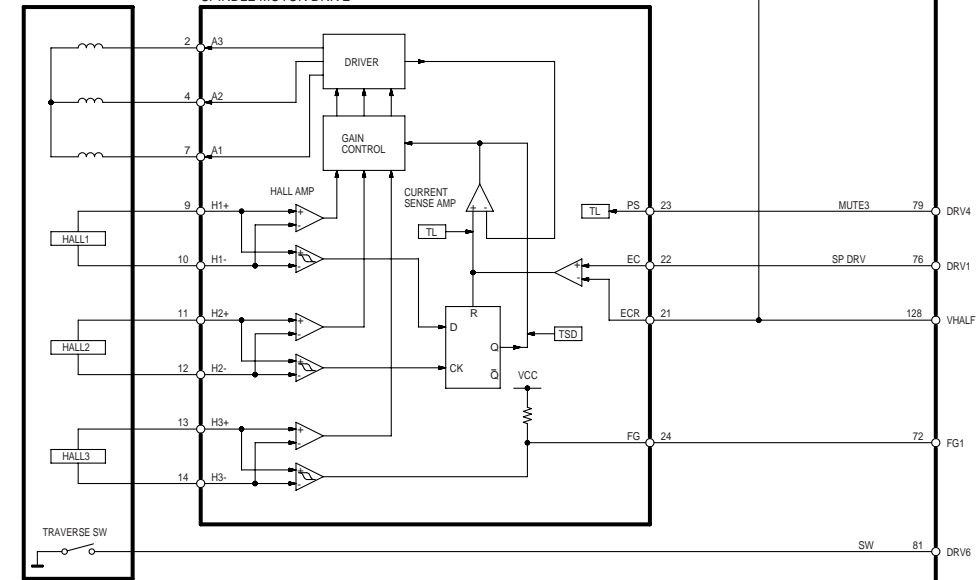 2 A3
DRIVER
4 A2
GAIN
CONTROL
7 A1
HALL AMP
CURRENT
SENSE AMP
9 H1+
TL PS 23 MUTE3 79 DRV4
HALL1
TL
+ -
10 H1-
EC 22 SP DRV 76 DRV1
11 H2+
R
ECR 21 128 VHALF
D
TSD
HALL2
Q
12 H2-
CK
Q
VCC
13 H3+
FG 24 72 FG1
HALL3
14 H3-
TRAVERSE SW
SW 81 DRV6